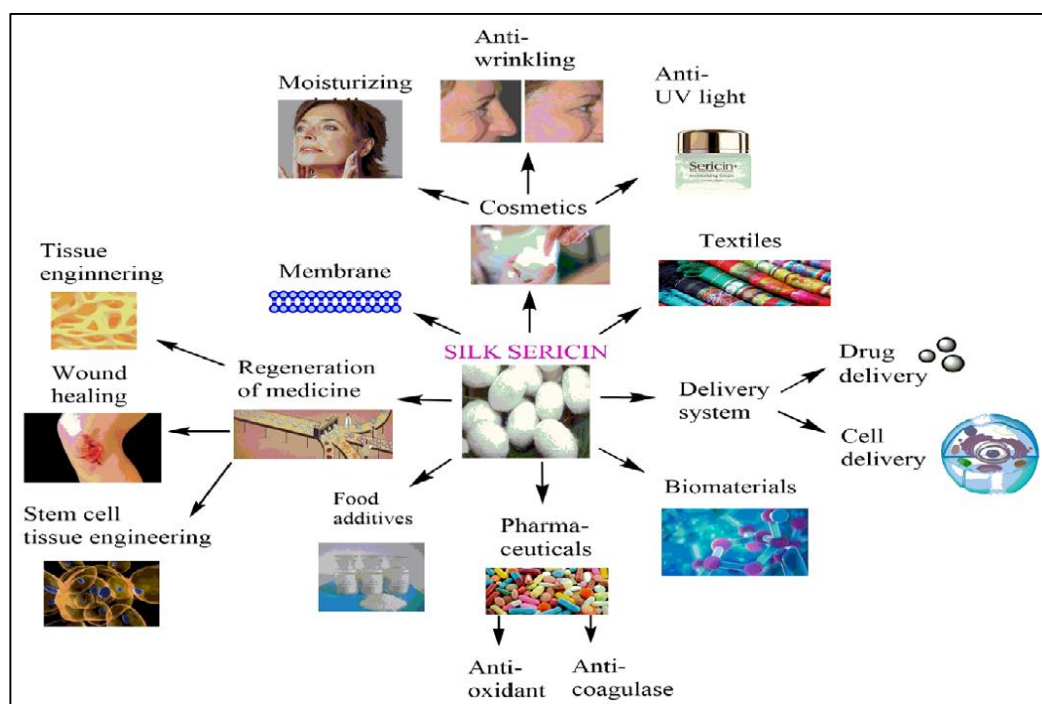 Anti-
wrinkling
Moisturizing
Anti-
UV light
Sericin
Cosmetics
Textiles
Tissue
enginnering
Membrane
SILK SERICIN
Drug
delivery
Wound
healing
Regeneration
of medicine
Delivery
system
Cell
delivery
Stem cell
tissue engineering
Food
additives
Pharma-
ceuticals
Biomaterials
Anti-
oxidant
Anti-
coagulase